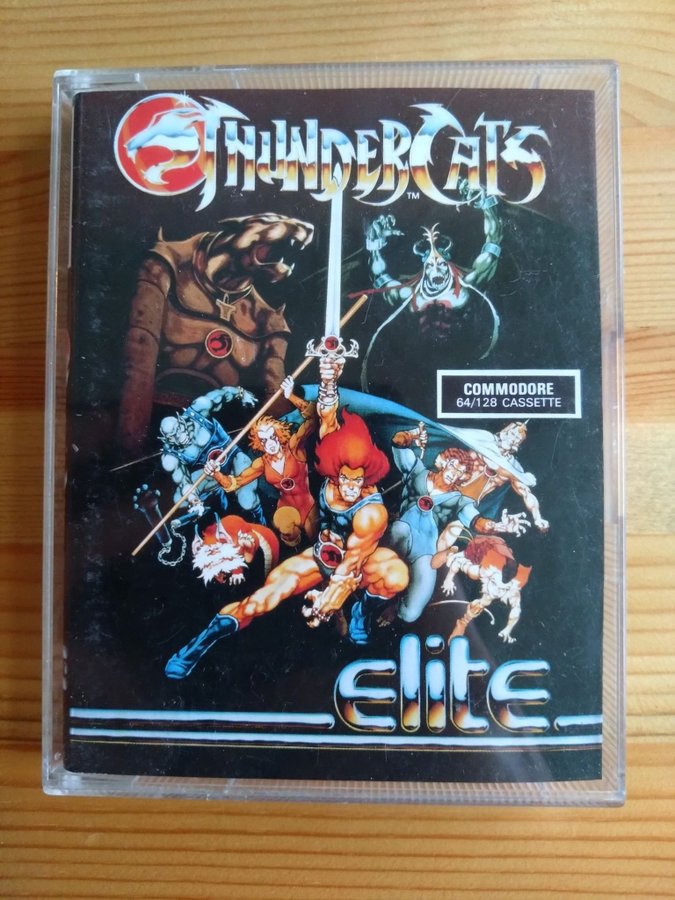 THUNDERCATS
TM
COMMODORE
64/128 CASSETTE
elite